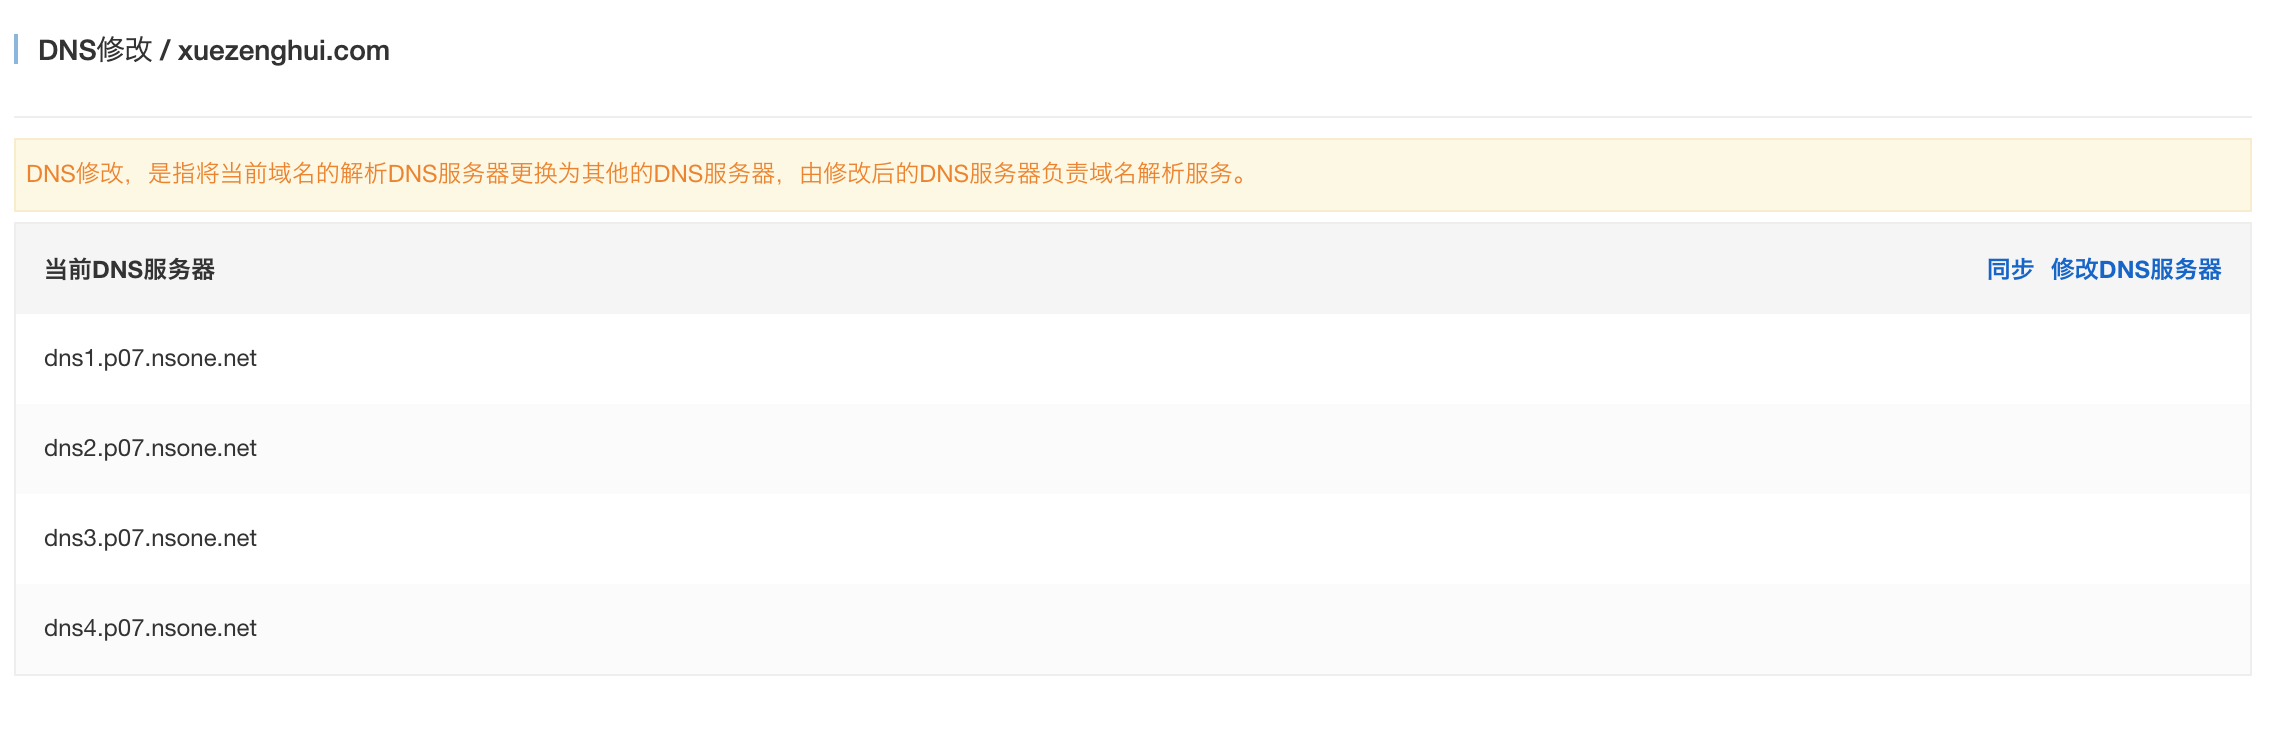 DNS修改 / xuezenghui.com
DNS修改，是指将当前域名的解析DNS服务器更换为其他的DNS服务器，由修改后的DNS服务器负责域名解析服务。
当前DNS服务器 同步 修改DNS服务器
dns1.p07.nsone.net
dns2.p07.nsone.net
dns3.p07.nsone.net
dns4.p07.nsone.net